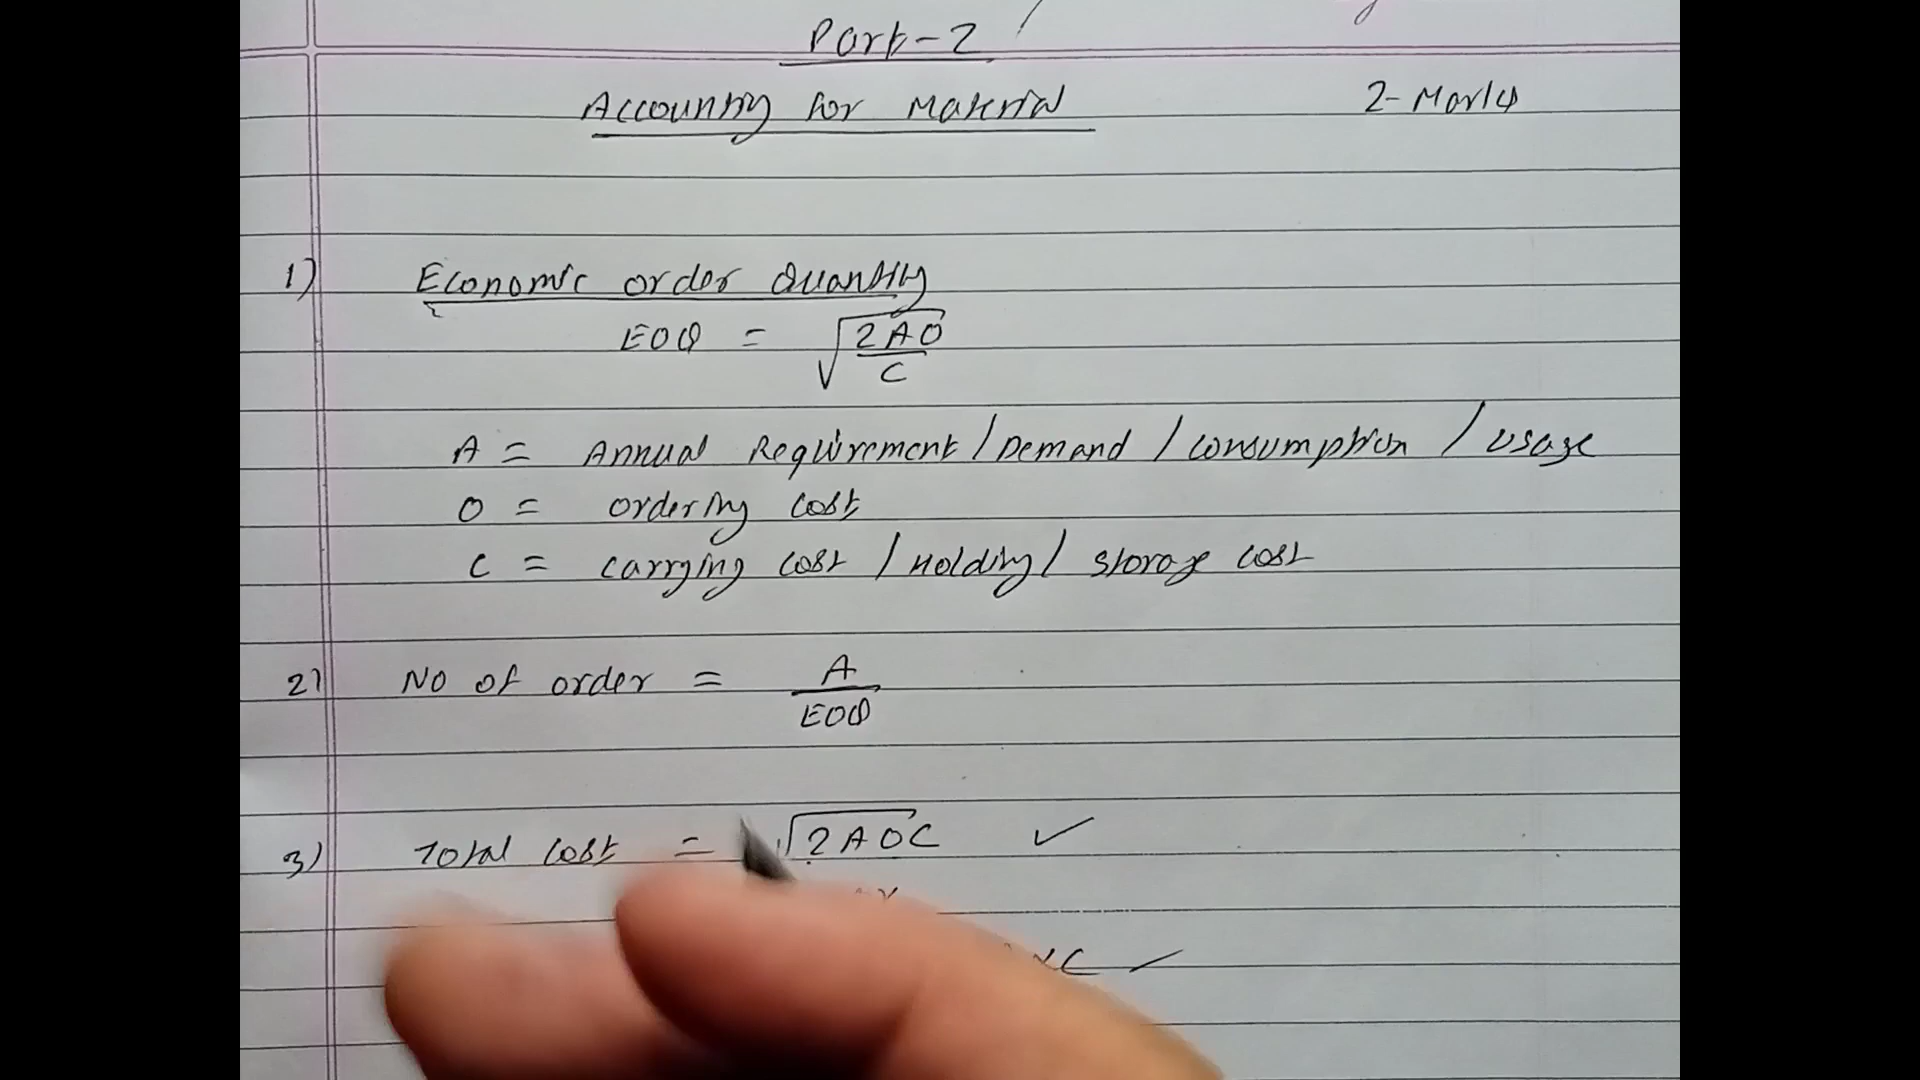 Part-2
Accounting for Material
2-Marks
1) Economic order Quantity
EOQ = √2AO/C
A = Annual Requirement / Demand / consumption / usage
O = ordering cost
C = carrying cost / Holding / storage cost
2) No of order = A/EOQ
3) Total cost = √2AOC ✓
×C ✓